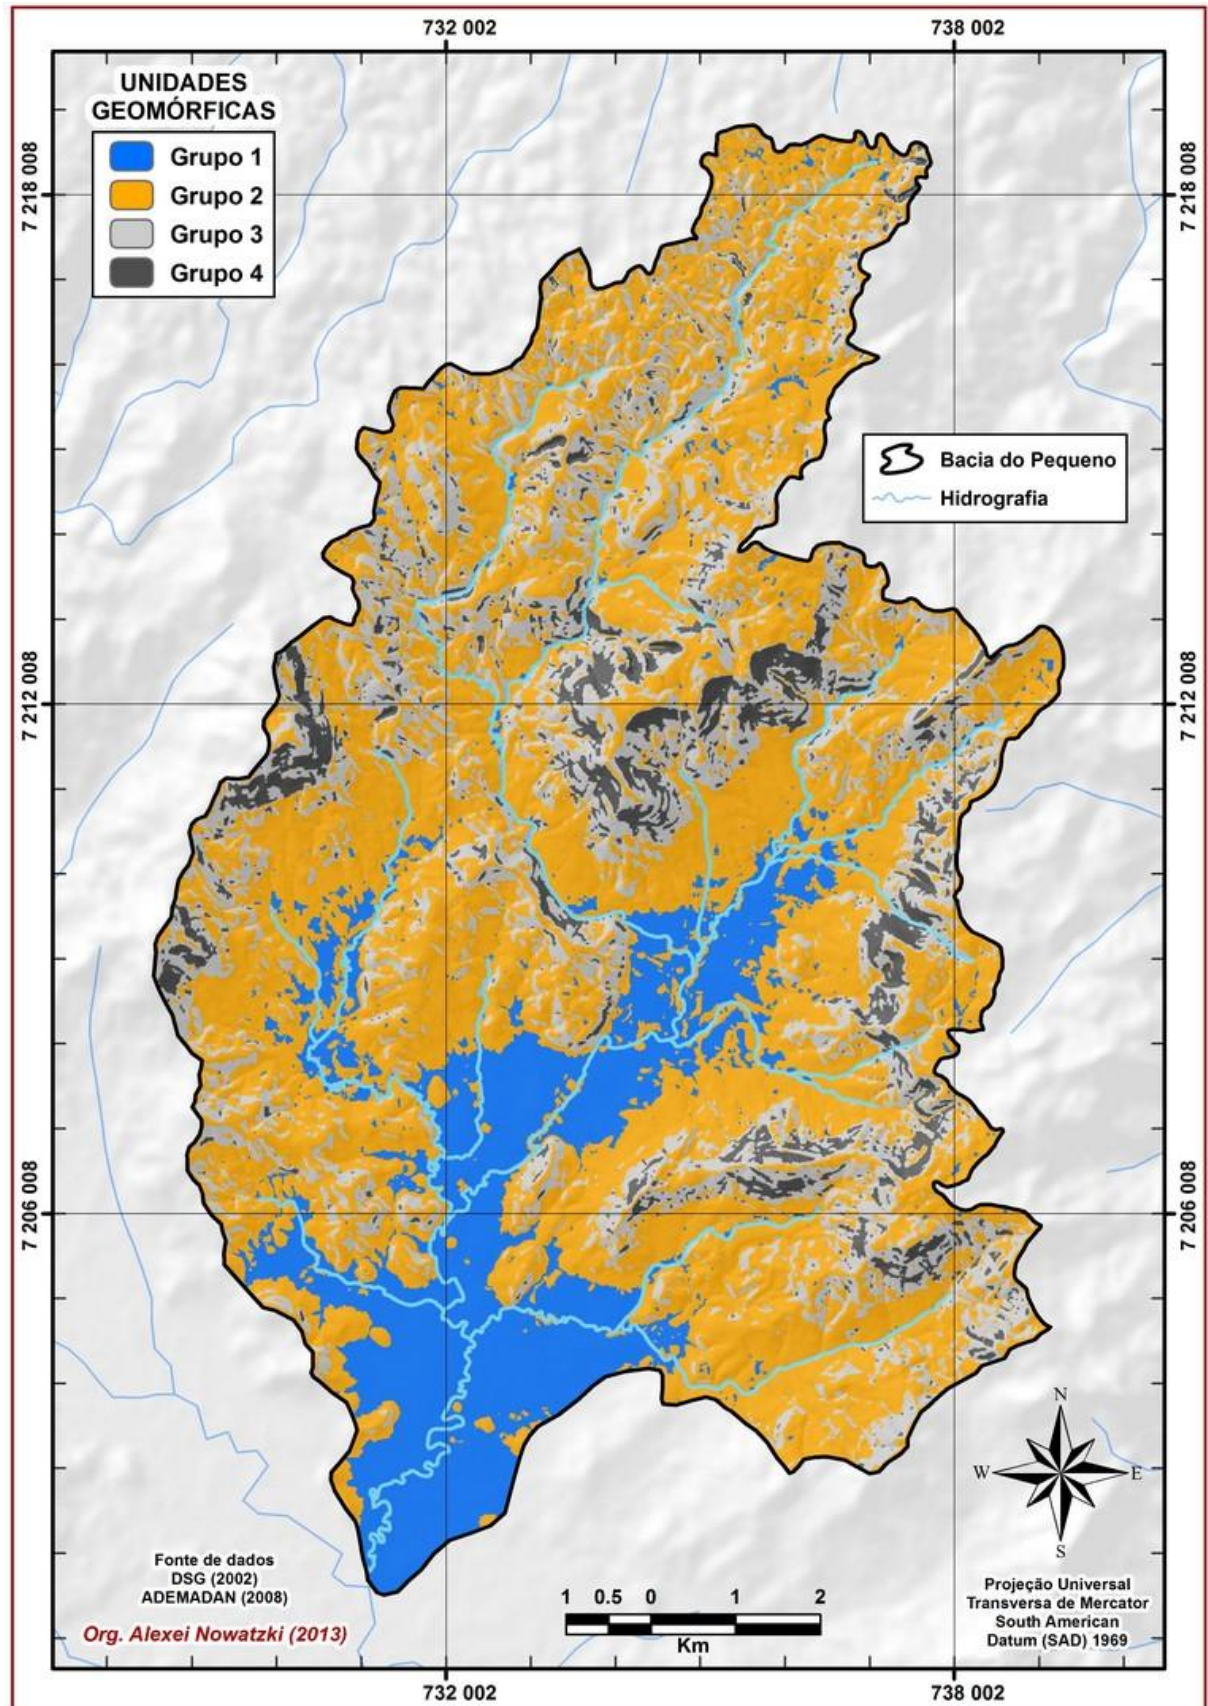 732 002
738 002
UNIDADES
GEOMÓRFICAS
Grupo 1
Grupo 2
Grupo 3
Grupo 4
7 218 008
7 218 008
Bacia do Pequeno
Hidrografia
7 212 008
7 212 008
7 206 008
7 206 008
N
W
E
S
Fonte de dados
DSG (2002)
ADEMADAN (2008)
Org. Alexei Nowatzki (2013)
1 0.5 0 1 2
Km
Projeção Universal
Transversa de Mercator
South American
Datum (SAD) 1969
732 002
738 002